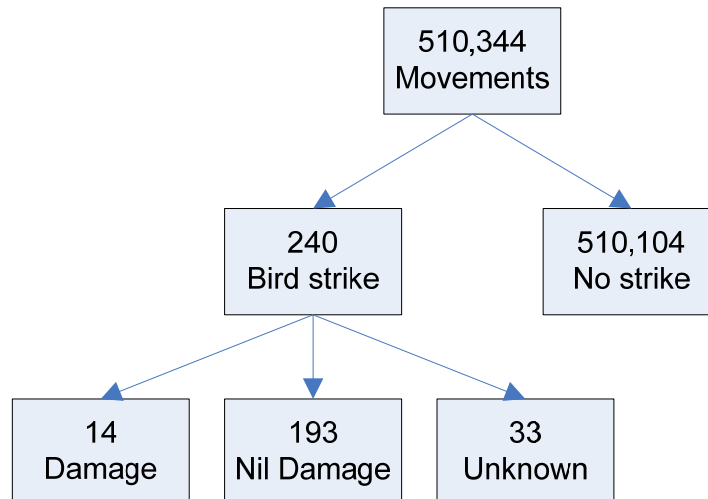 510,344
Movements
240
Bird strike
510,104
No strike
14
Damage
193
Nil Damage
33
Unknown